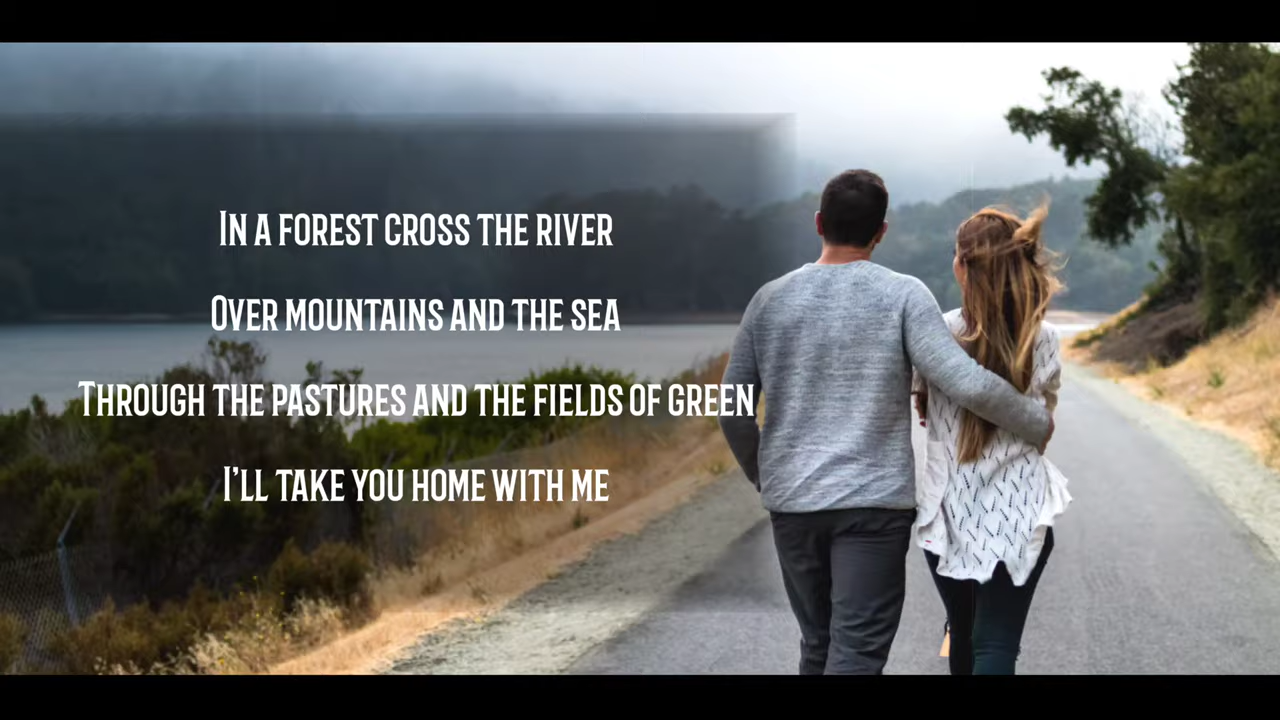 In a forest cross the river
Over mountains and the sea
Through the pastures and the fields of green
I’ll take you home with me